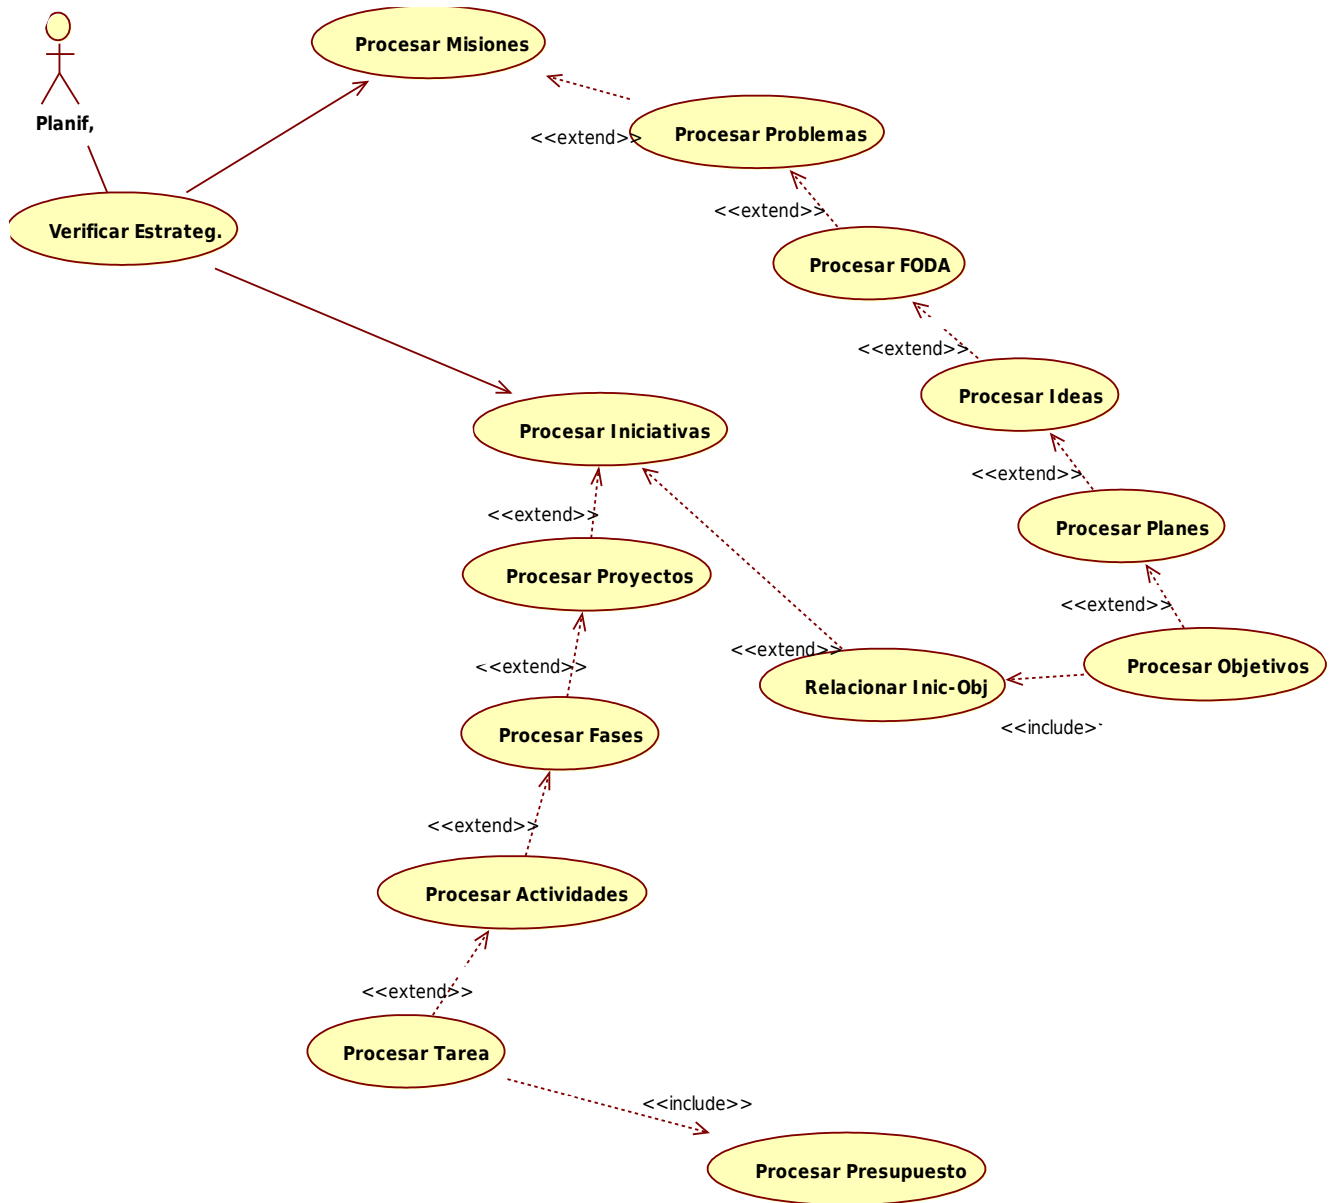 Procesar Misiones
Planif,
<<extend>>
Procesar Problemas
<<extend>>
Verificar Estrateg.
Procesar FODA
<<extend>>
Procesar Ideas
Procesar Iniciativas
<<extend>>
<<extend>>
Procesar Planes
Procesar Proyectos
<<extend>>
<<extend>>
<<extend>>
Procesar Objetivos
Relacionar Inic-Obj
<<include>
Procesar Fases
<<extend>>
Procesar Actividades
<<extend>>
Procesar Tarea
<<include>>
Procesar Presupuesto